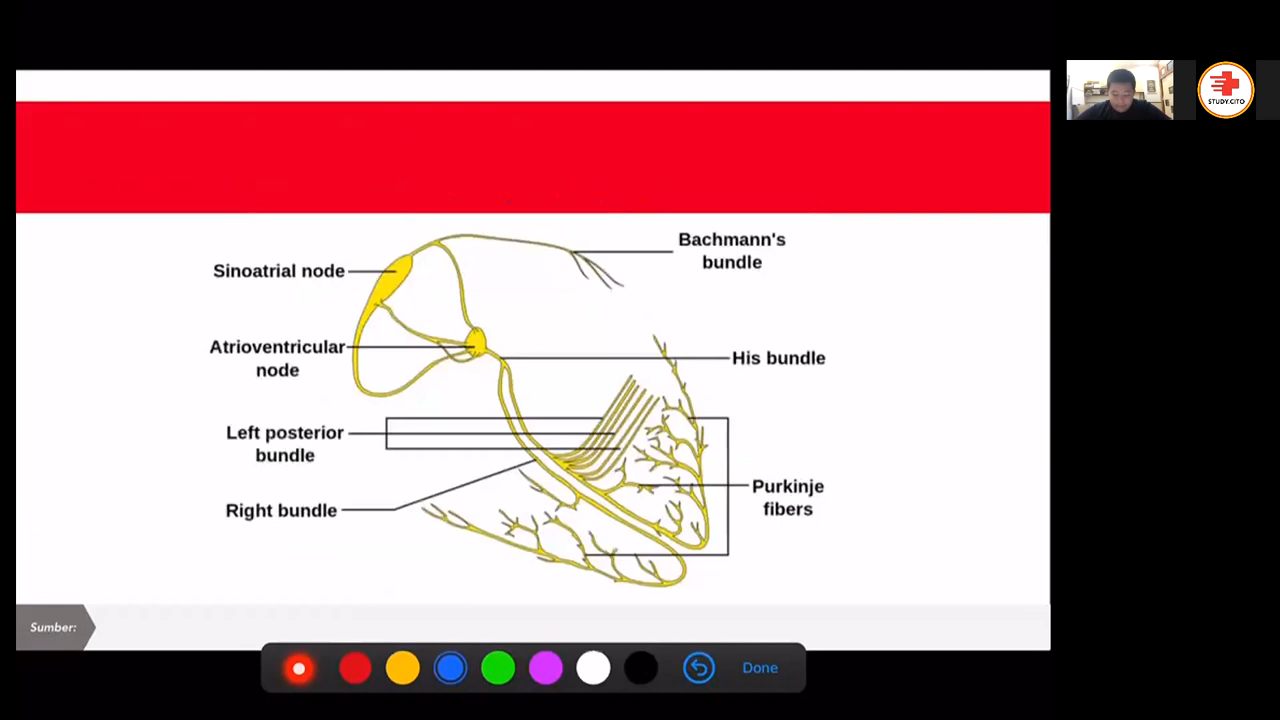 STUDY.CITO
Bachmann's
bundle
Sinoatrial node
Atrioventricular
node
His bundle
Left posterior
bundle
Purkinje
fibers
Right bundle
Sumber:
Done